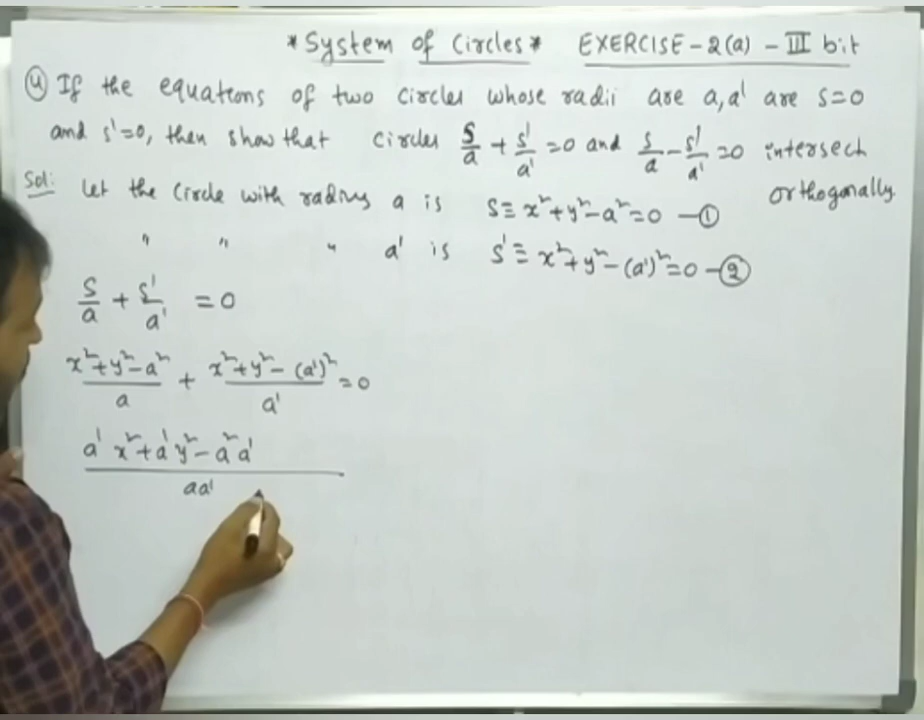 * System of Circles * EXERCISE - 2(a) - III bit
④ If the equations of two circles whose radii are a, a' are S=0
and s'=0, then show that circles S/a + S'/a' =0 and S/a - S'/a' =0 intersect
orthogonally.
Sol: Let the Circle with radius a is S≡ x²+y²-a²=0 —①
" " " a' is S'≡ x²+y²-(a')²=0 —②
S/a + S'/a' = 0
(x²+y²-a²)/a + (x²+y²-(a')²)/a' = 0
(a'x²+a'y²-a²a')/aa'